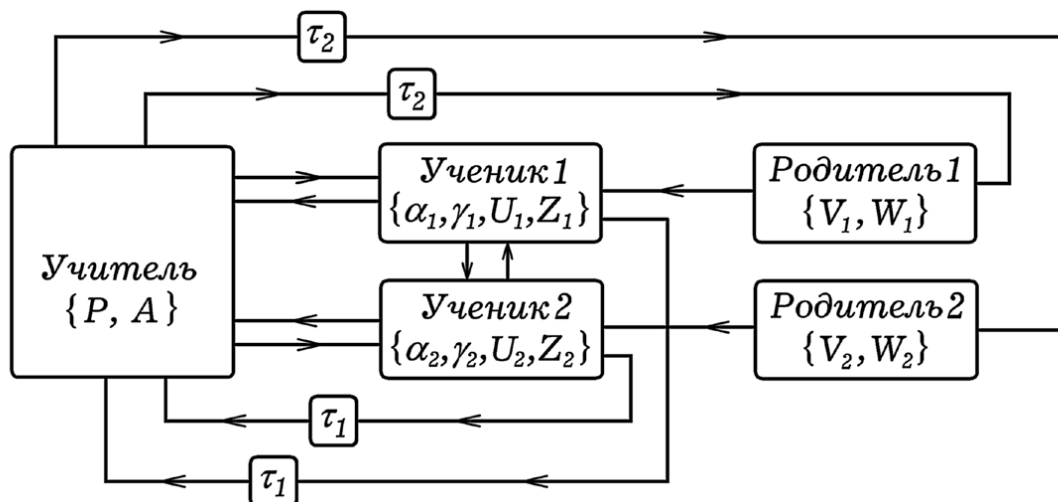 τ₂
τ₂
Ученик 1
{α₁,γ₁,U₁,Z₁}
Родитель 1
{V₁,W₁}
Учитель
{P, A}
Ученик 2
{α₂,γ₂,U₂,Z₂}
Родитель 2
{V₂,W₂}
τ₁
τ₁